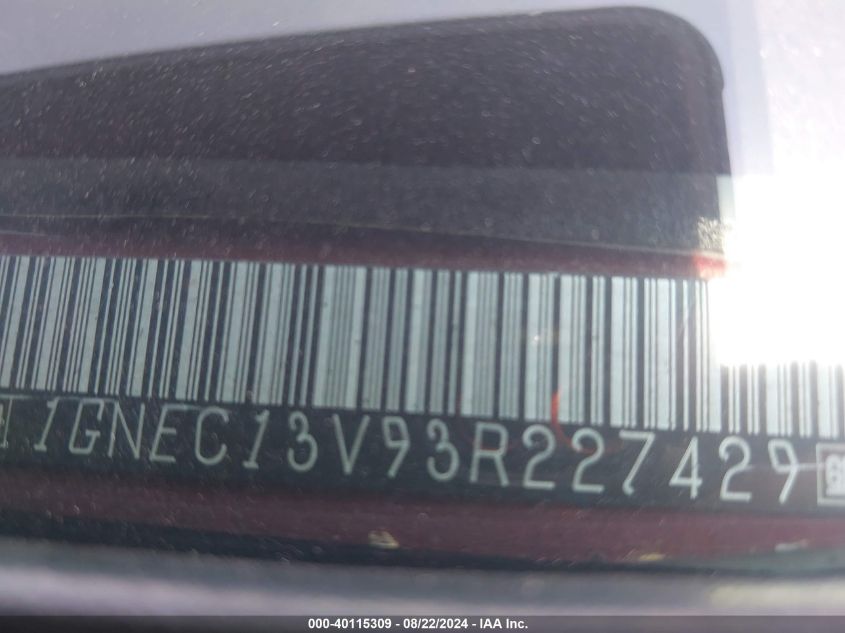 1GNEC13V93R227429
000-40115309 - 08/22/2024 - IAA Inc.